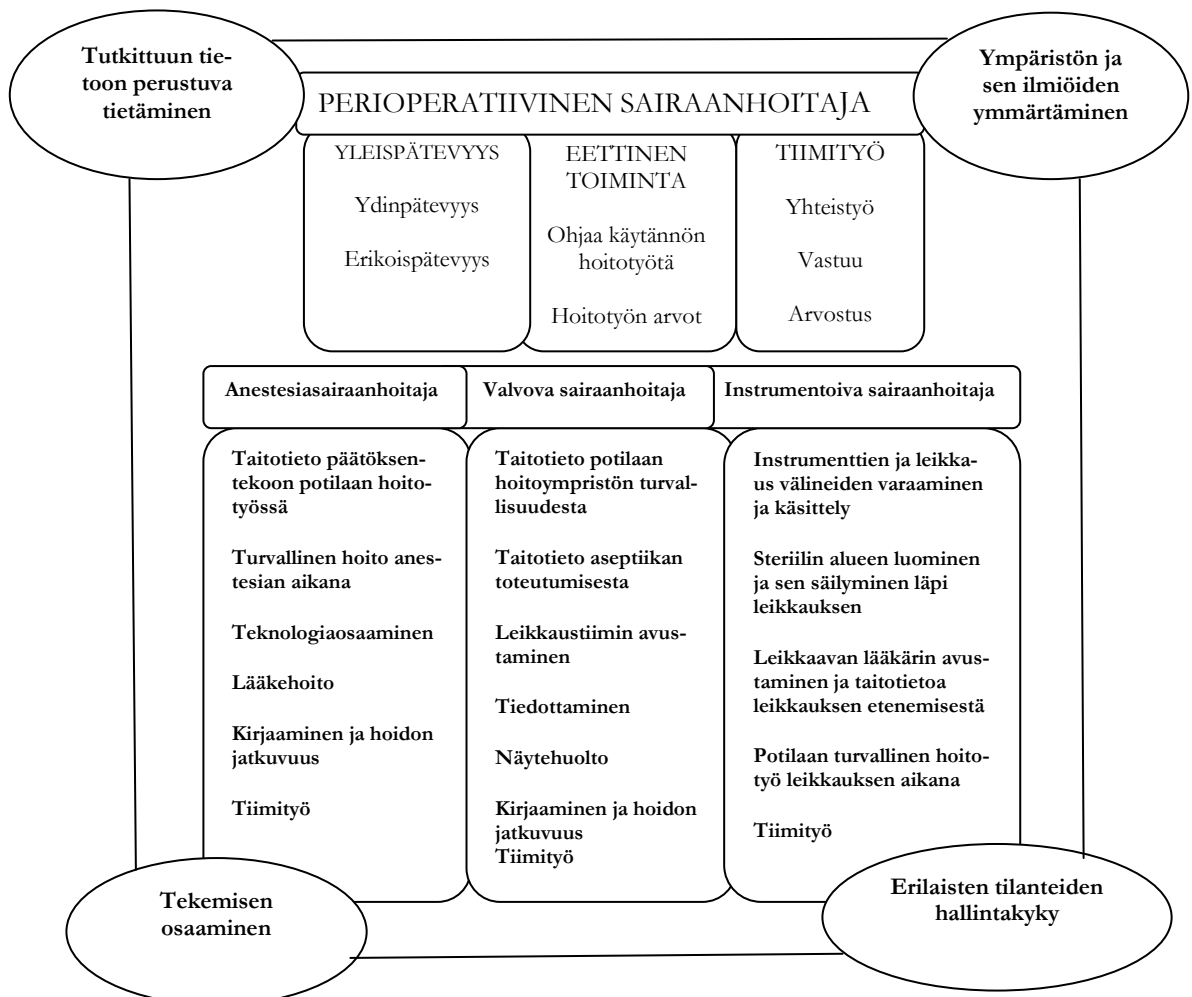 Tutkittuun tie-
toon perustuva
tietäminen
Ympäristön ja
sen ilmiöiden
ymmärtäminen
PERIOPERATIIVINEN SAIRAANHOITAJA
YLEISPÄTEVYYS
Ydinpätevyys
Erikoispätevyys
EETTINEN
TOIMINTA
Ohjaa käytännön
hoitotyötä
Hoitotyön arvot
TIIMITYÖ
Yhteistyö
Vastuu
Arvostus
Anestesiasairaanhoitaja
Valvova sairaanhoitaja
Instrumentoiva sairaanhoitaja
Taitotieto päätöksen-
tekoon potilaan hoito-
työssä
Turvallinen hoito anes-
tesian aikana
Teknologiaosaaminen
Lääkehoito
Kirjaaminen ja hoidon
jatkuvuus
Tiimityö
Taitotieto potilaan
hoitoympristön turval-
lisuudesta
Taitotieto aseptiikan
toteutumisesta
Leikkaustiimin avus-
taminen
Tiedottaminen
Näytehuolto
Kirjaaminen ja hoidon
jatkuvuus
Tiimityö
Instrumenttien ja leikka-
us välineiden varaaminen
ja käsittely
Steriilin alueen luominen
ja sen säilyminen läpi
leikkauksen
Leikkaavan lääkärin avus-
taminen ja taitotietoa
leikkauksen etenemisestä
Potilaan turvallinen hoito-
työ leikkauksen aikana
Tiimityö
Tekemisen
osaaminen
Erilaisten tilanteiden
hallintakyky